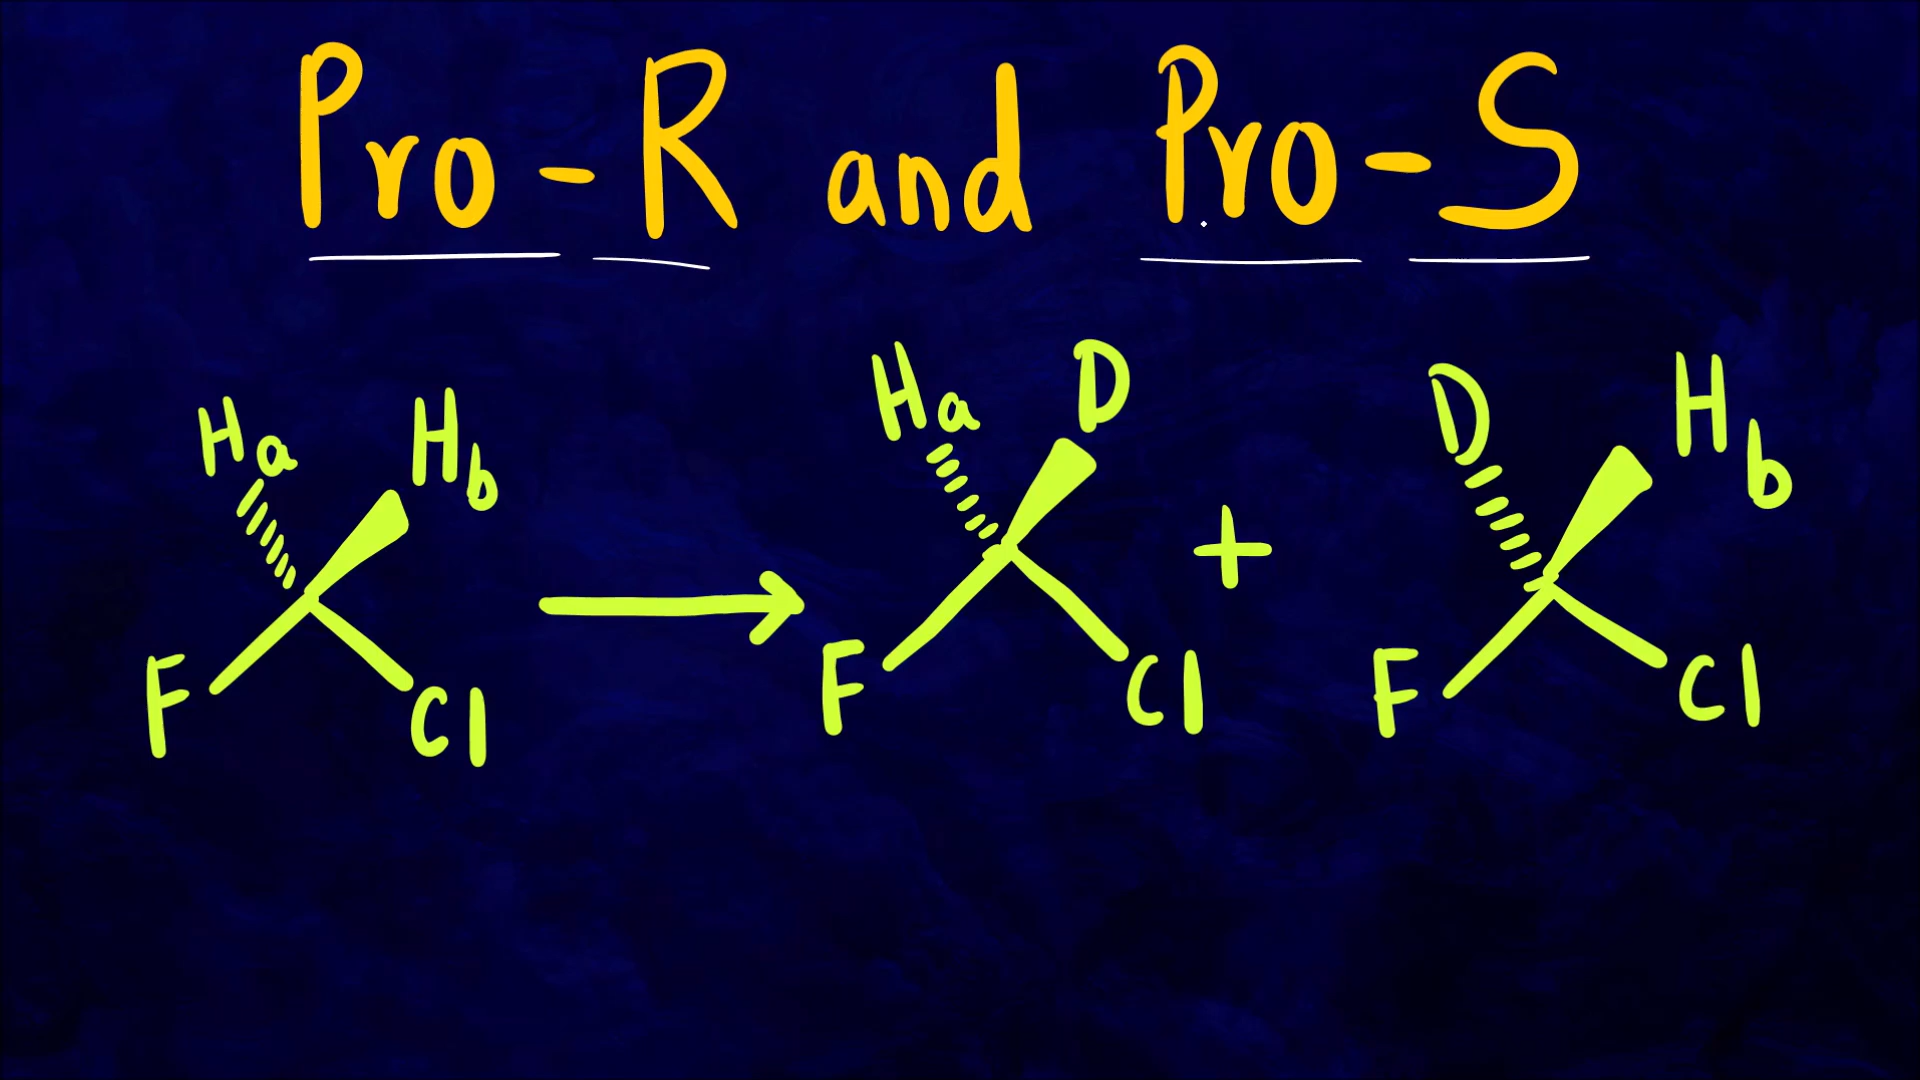 Pro-R and Pro-S
Ha Hb F Cl
Ha D F Cl
+
D Hb F Cl